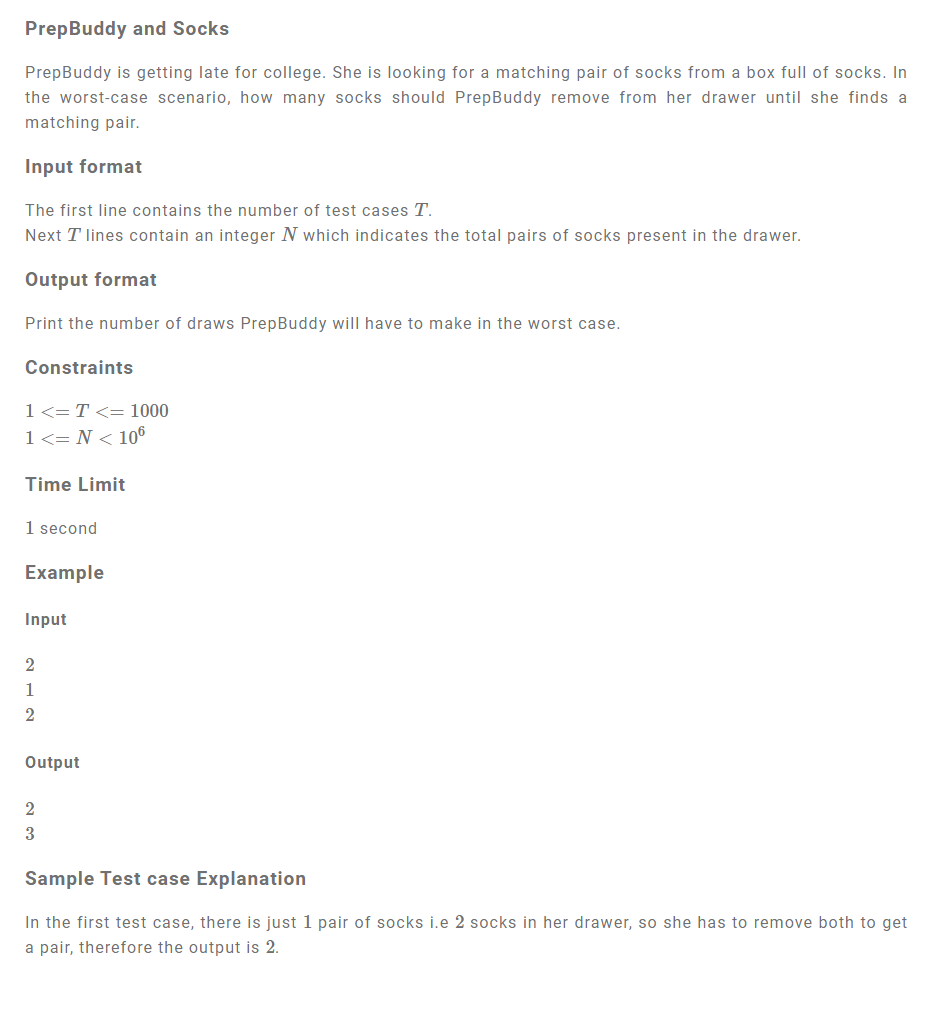 PrepBuddy and Socks
PrepBuddy is getting late for college. She is looking for a matching pair of socks from a box full of socks. In
the worst-case scenario, how many socks should PrepBuddy remove from her drawer until she finds a
matching pair.
Input format
The first line contains the number of test cases T.
Next T lines contain an integer N which indicates the total pairs of socks present in the drawer.
Output format
Print the number of draws PrepBuddy will have to make in the worst case.
Constraints
1 <= T <= 1000
1 <= N < 10^6
Time Limit
1 second
Example
Input
2
1
2
Output
2
3
Sample Test case Explanation
In the first test case, there is just 1 pair of socks i.e 2 socks in her drawer, so she has to remove both to get
a pair, therefore the output is 2.